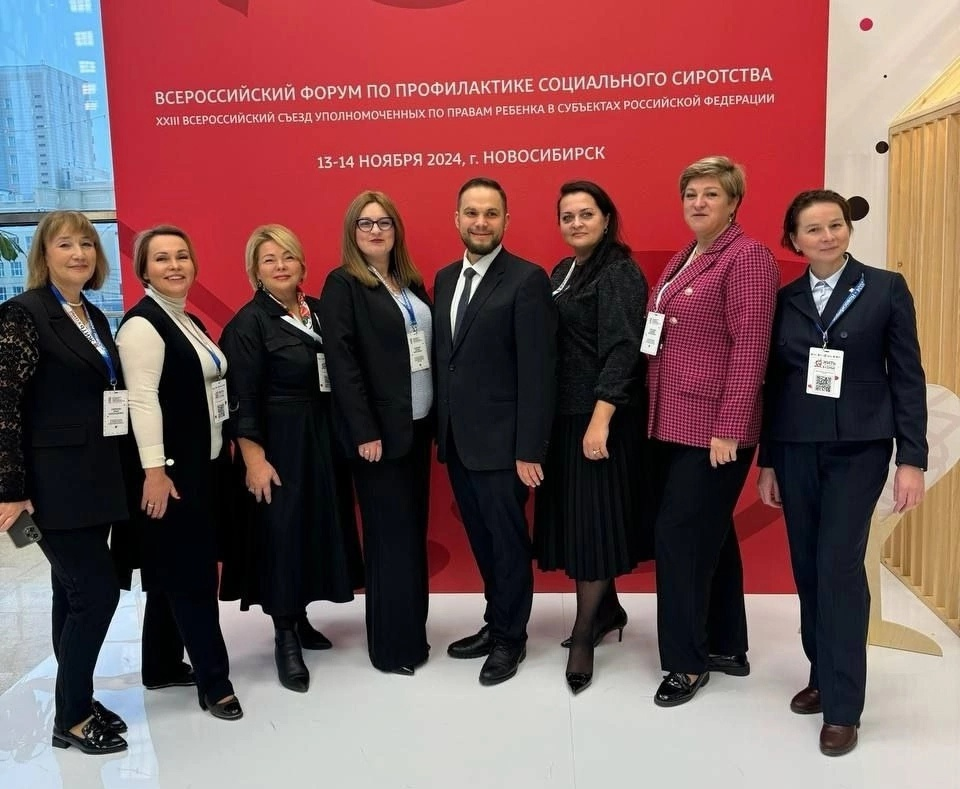 ВСЕРОССИЙСКИЙ ФОРУМ ПО ПРОФИЛАКТИКЕ СОЦИАЛЬНОГО СИРОТСТВА
XXIII ВСЕРОССИЙСКИЙ СЪЕЗД УПОЛНОМОЧЕННЫХ ПО ПРАВАМ РЕБЕНКА В СУБЪЕКТАХ РОССИЙСКОЙ ФЕДЕРАЦИИ
13-14 НОЯБРЯ 2024, г. НОВОСИБИРСК